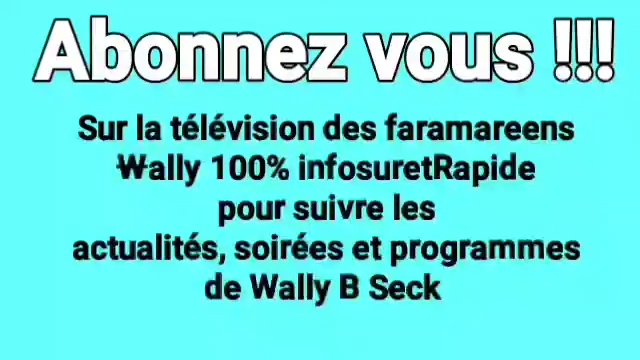 Abonnez vous !!!
Sur la télévision des faramareens
Wally 100% infosuretRapide
pour suivre les
actualités, soirées et programmes
de Wally B Seck